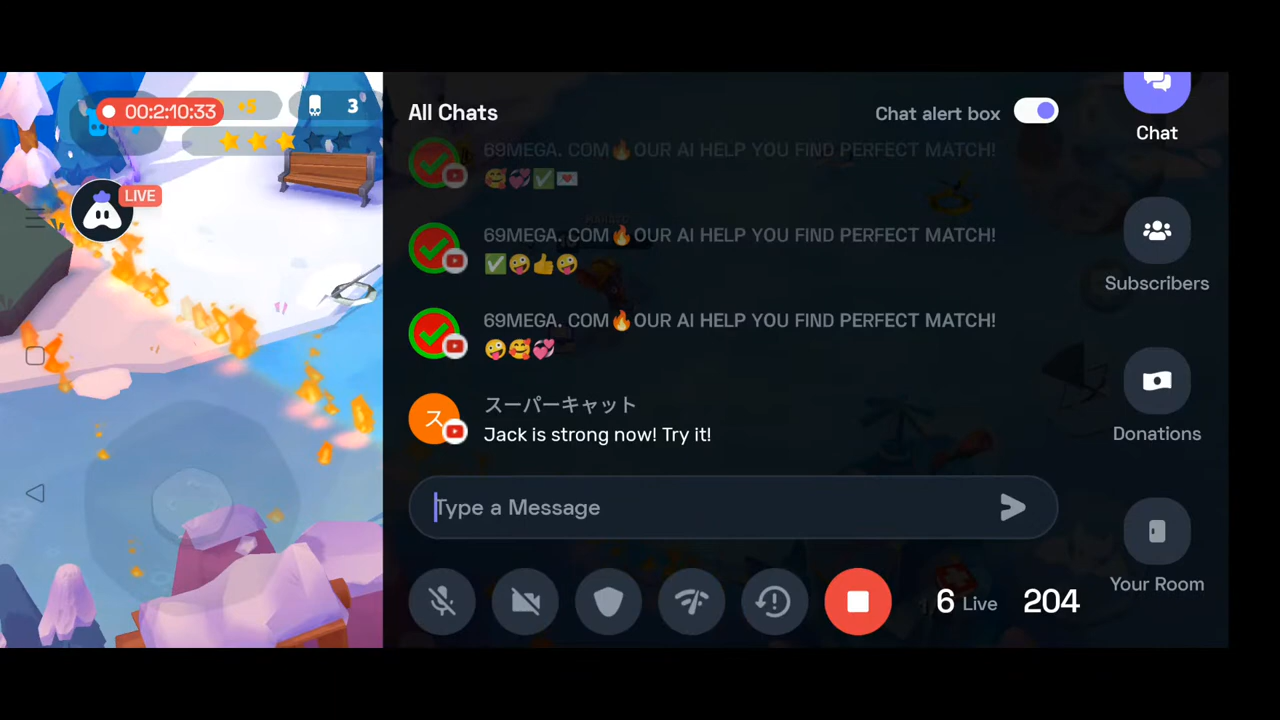 00:2:10:33
+5
3
LIVE
All Chats
Chat alert box
69MEGA. COM🔥OUR AI HELP YOU FIND PERFECT MATCH!
🥰💞✅💌
69MEGA. COM🔥OUR AI HELP YOU FIND PERFECT MATCH!
✅🤪👍🤪
69MEGA. COM🔥OUR AI HELP YOU FIND PERFECT MATCH!
🤪🥰💞
ス
スーパーキャット
Jack is strong now! Try it!
Type a Message
6 Live
204
Chat
Subscribers
Donations
Your Room